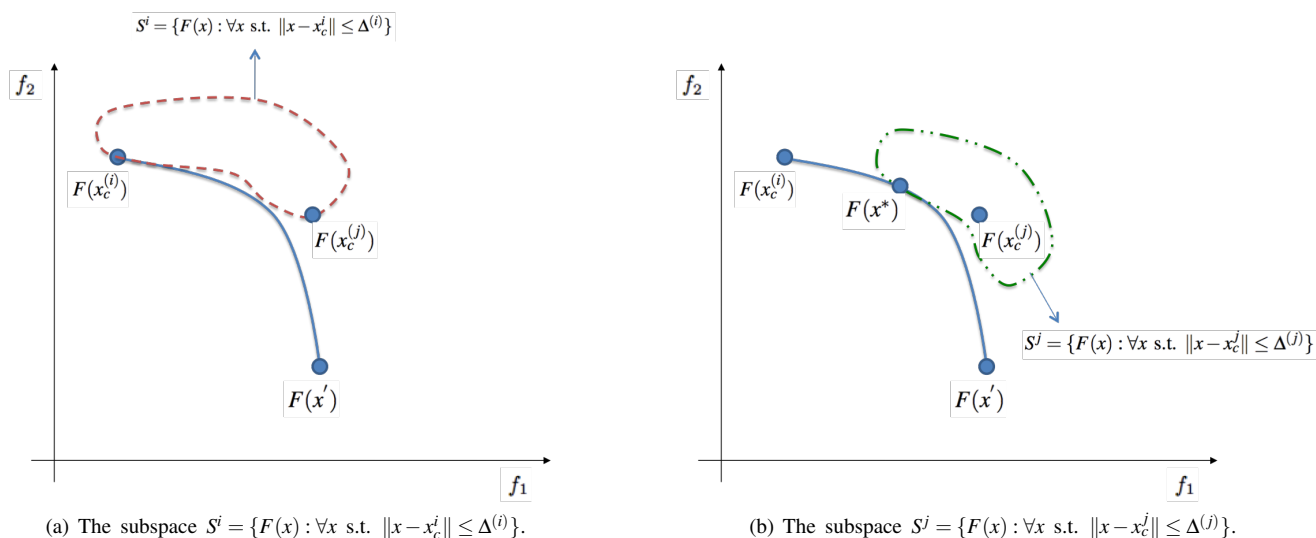 S^i = {F(x) : ∀x s.t. ‖x − x_c^i‖ ≤ Δ^(i)}
f_2
F(x_c^(i))
F(x_c^(j))
F(x′)
f_1
(a) The subspace S^i = {F(x) : ∀x s.t. ‖x − x_c^i‖ ≤ Δ^(i)}.
f_2
F(x_c^(i))
F(x*)
F(x_c^(j))
S^j = {F(x) : ∀x s.t. ‖x − x_c^j‖ ≤ Δ^(j)}
F(x′)
f_1
(b) The subspace S^j = {F(x) : ∀x s.t. ‖x − x_c^j‖ ≤ Δ^(j)}.